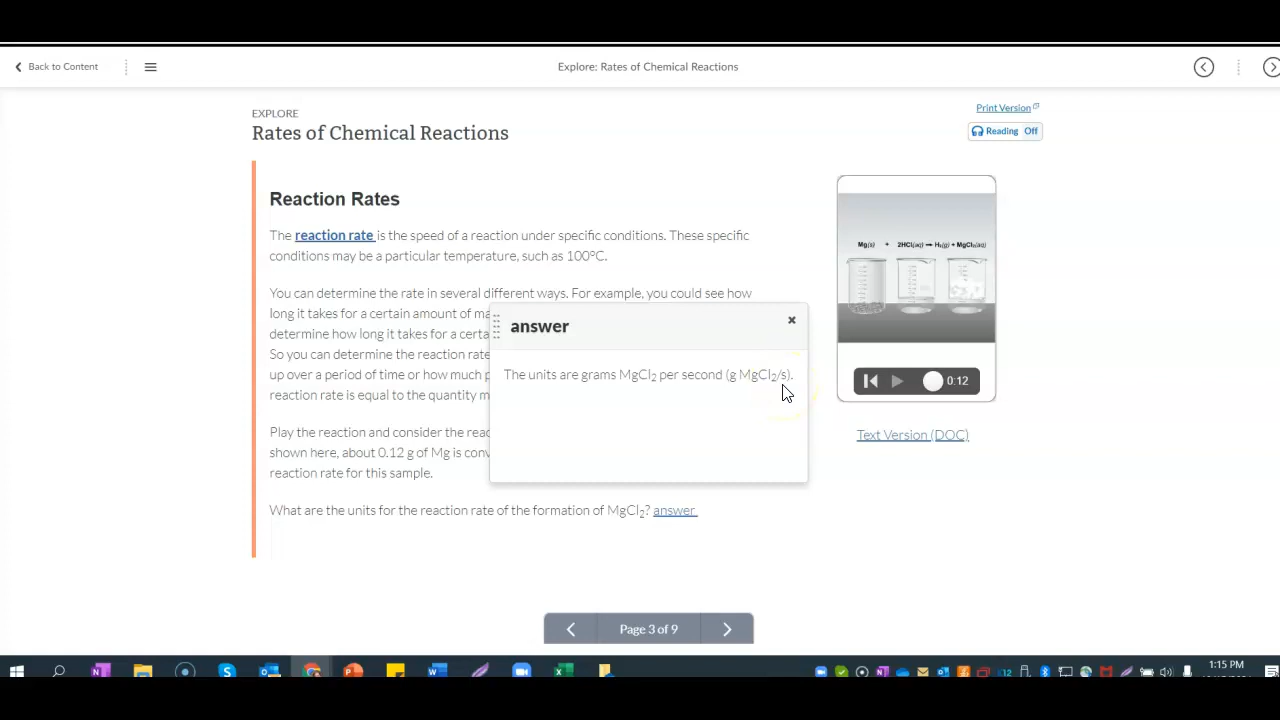 Back to Content
Explore: Rates of Chemical Reactions
EXPLORE
Rates of Chemical Reactions
Print Version
Reading Off
Reaction Rates
The reaction rate is the speed of a reaction under specific conditions. These specific
conditions may be a particular temperature, such as 100°C.
You can determine the rate in several different ways. For example, you could see how
long it takes for a certain amount of
determine how long it takes for a
So you can determine the reaction rate
up over a period of time or how much
reaction rate is equal to the quantity
Play the reaction and consider the
shown here, about 0.12 g of Mg is
reaction rate for this sample.
What are the units for the reaction rate of the formation of MgCl₂? answer
answer
The units are grams MgCl₂ per second (g MgCl₂/s).
Mg(s) + 2HCl(aq) → H₂(g) + MgCl₂(aq)
0:12
Text Version (DOC)
Page 3 of 9
1:15 PM